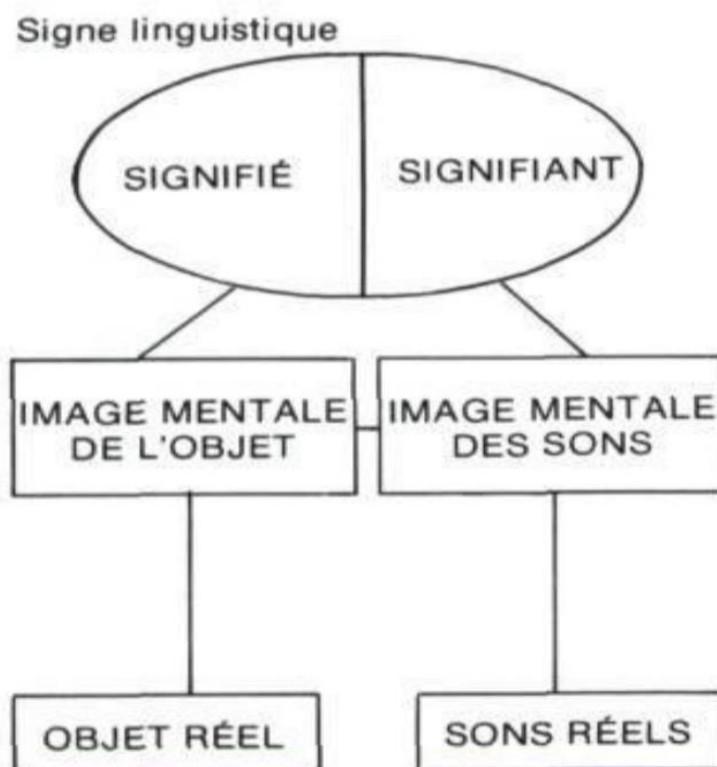 Signe linguistique
SIGNIFIÉ
SIGNIFIANT
IMAGE MENTALE
DE L'OBJET
IMAGE MENTALE
DES SONS
OBJET RÉEL
SONS RÉELS